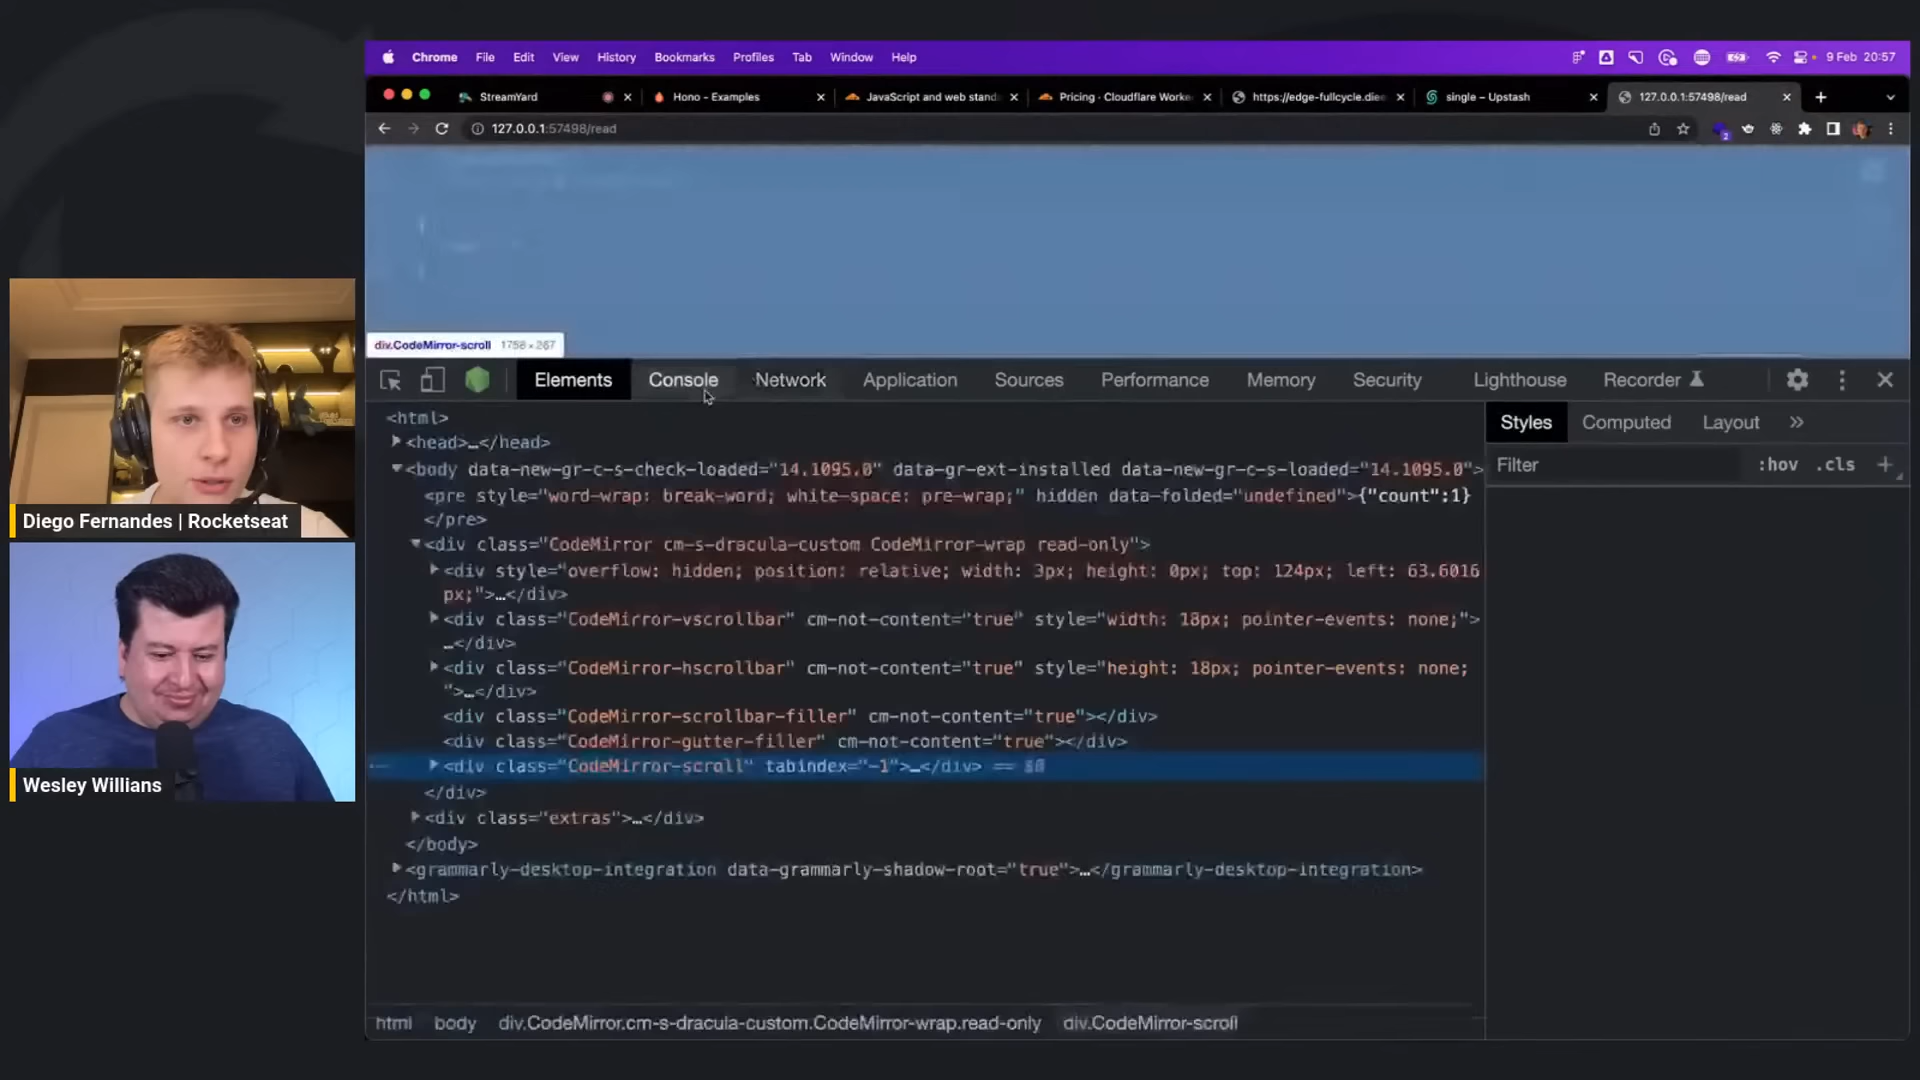 Chrome File Edit View History Bookmarks Profiles Tab Window Help 9 Feb 20:57
StreamYard Hono - Examples JavaScript and web stand Pricing · Cloudflare Worke https://edge-fullcycle.diee single – Upstash 127.0.0.1:57498/read
127.0.0.1:57498/read
div.CodeMirror-scroll 1758 × 267
Elements Console Network Application Sources Performance Memory Security Lighthouse Recorder
Styles Computed Layout »
Filter :hov .cls +
<html>
<head>…</head>
<body data-new-gr-c-s-check-loaded="14.1095.0" data-gr-ext-installed data-new-gr-c-s-loaded="14.1095.0">
<pre style="word-wrap: break-word; white-space: pre-wrap;" hidden data-folded="undefined">{"count":1}
</pre>
<div class="CodeMirror cm-s-dracula-custom CodeMirror-wrap read-only">
<div style="overflow: hidden; position: relative; width: 3px; height: 0px; top: 124px; left: 63.6016
px;">…</div>
<div class="CodeMirror-vscrollbar" cm-not-content="true" style="width: 18px; pointer-events: none;">
…</div>
<div class="CodeMirror-hscrollbar" cm-not-content="true" style="height: 18px; pointer-events: none;
">…</div>
<div class="CodeMirror-scrollbar-filler" cm-not-content="true"></div>
<div class="CodeMirror-gutter-filler" cm-not-content="true"></div>
<div class="CodeMirror-scroll" tabindex="-1">…</div> == $0
</div>
<div class="extras">…</div>
</body>
<grammarly-desktop-integration data-grammarly-shadow-root="true">…</grammarly-desktop-integration>
</html>
html body div.CodeMirror.cm-s-dracula-custom.CodeMirror-wrap.read-only div.CodeMirror-scroll
Diego Fernandes | Rocketseat
Wesley Willians